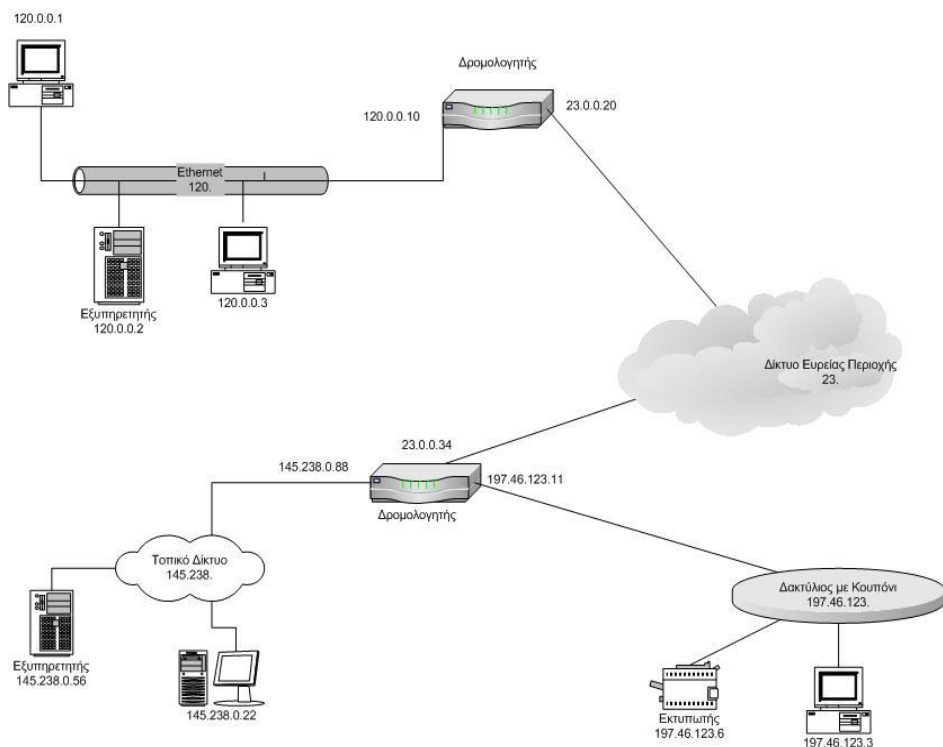 120.0.0.1
Δρομολογητής
120.0.0.10
23.0.0.20
Ethernet
120.
Εξυπηρετητής
120.0.0.2
120.0.0.3
Δίκτυο Ευρείας Περιοχής
23.
23.0.0.34
145.238.0.88
197.46.123.11
Δρομολογητής
Τοπικό Δίκτυο
145.238.
Δακτύλιος με Κουπόνι
197.46.123.
Εξυπηρετητής
145.238.0.56
145.238.0.22
Εκτυπωτής
197.46.123.6
197.46.123.3